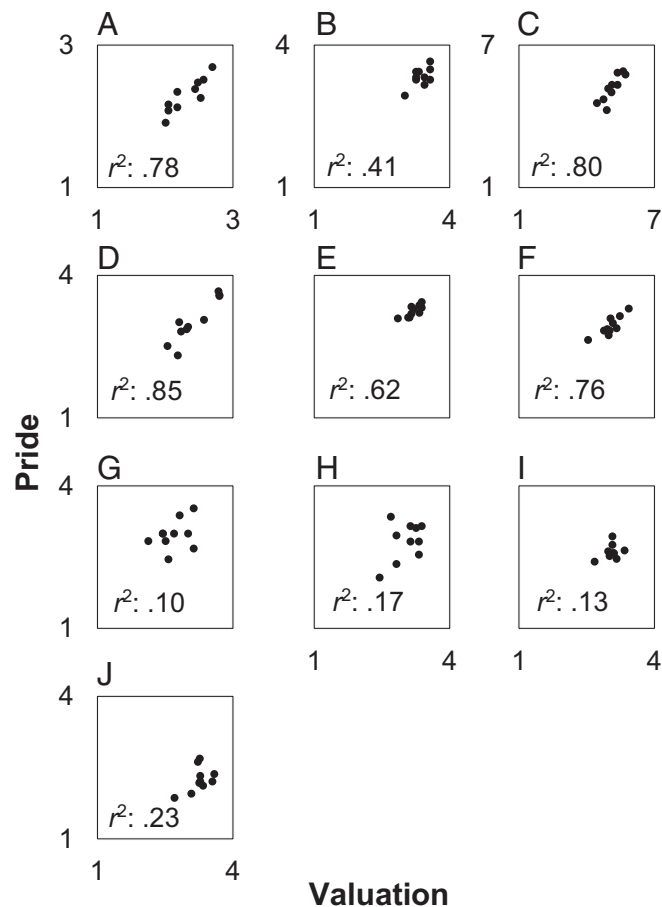 A B C
3 4 7
r²: .78 r²: .41 r²: .80
1 1 1
1 3 1 4 1 7
D E F
4
r²: .85 r²: .62 r²: .76
1
Pride
G H I
4
r²: .10 r²: .17 r²: .13
1
1 4 1 4
J
4
r²: .23
1
1 4
Valuation